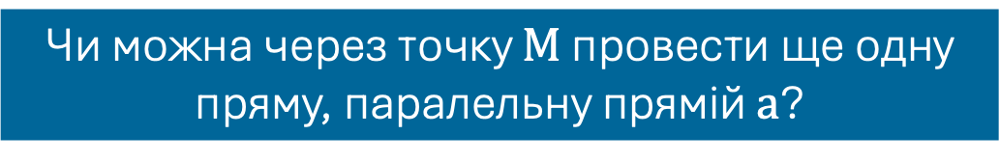 Чи можна через точку M провести ще одну
пряму, паралельну прямій a?